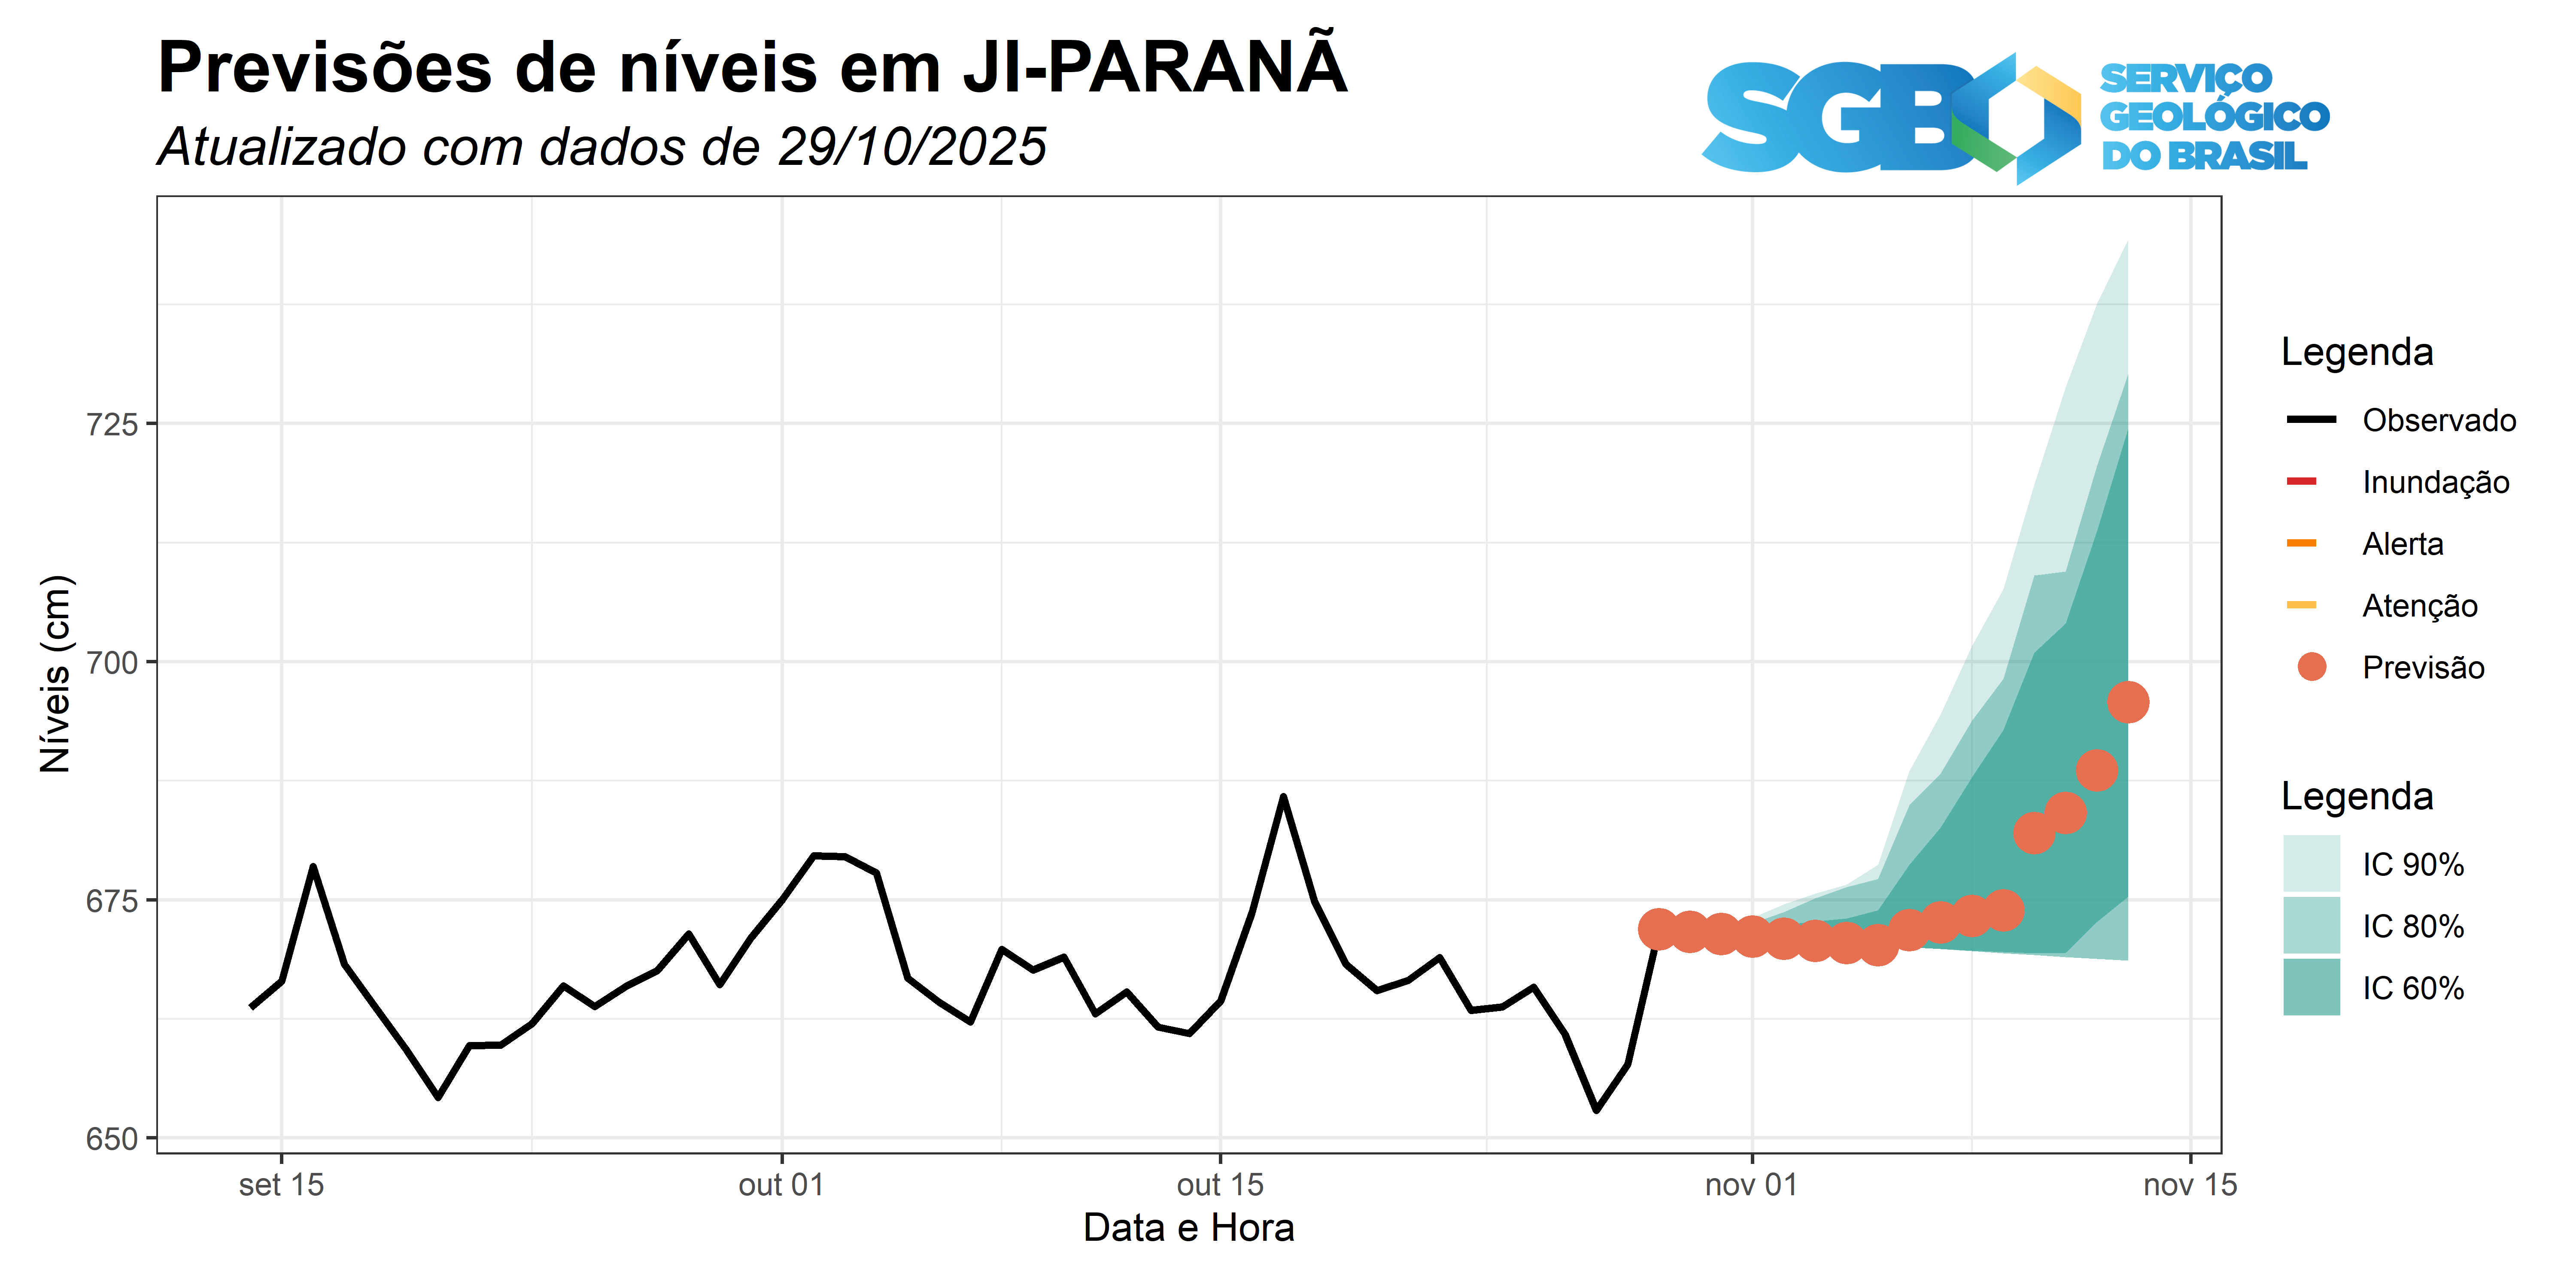 Previsões de níveis em JI-PARANÃ
Atualizado com dados de 29/10/2025
SGB
SERVIÇO
GEOLÓGICO
DO BRASIL
Níveis (cm)
725
700
675
650
set 15
out 01
out 15
nov 01
nov 15
Data e Hora
Legenda
Observado
Inundação
Alerta
Atenção
Previsão
Legenda
IC 90%
IC 80%
IC 60%